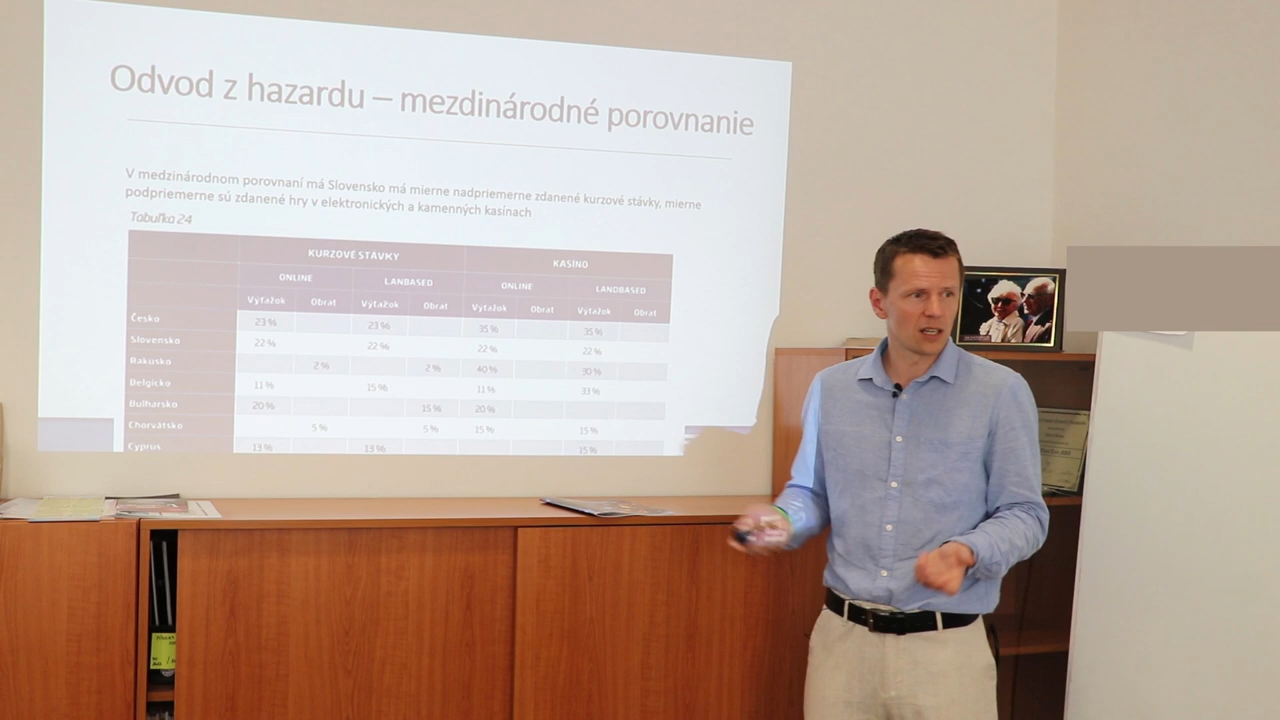 Odvod z hazardu – mezdinárodné porovnanie
V medzinárodnom porovnaní má Slovensko má mierne nadpriemerne zdanené kurzové stávky, mierne
podpriemerne sú zdanené hry v elektronických a kamenných kasínach
Tabuľka 24
KURZOVÉ STÁVKY KASÍNO
ONLINE LANBASED ONLINE LANDBASED
Výťažok Obrat Výťažok Obrat Výťažok Obrat Výťažok Obrat
Česko 23 % 23 % 35 % 35 %
Slovensko 22 % 22 % 22 % 22 %
Rakúsko 2 % 2 % 40 % 30 %
Belgicko 11 % 15 % 11 % 33 %
Bulharsko 20 % 15 % 20 %
Chorvátsko 5 % 5 % 15 % 15 %
Cyprus 13 % 13 % 15 %